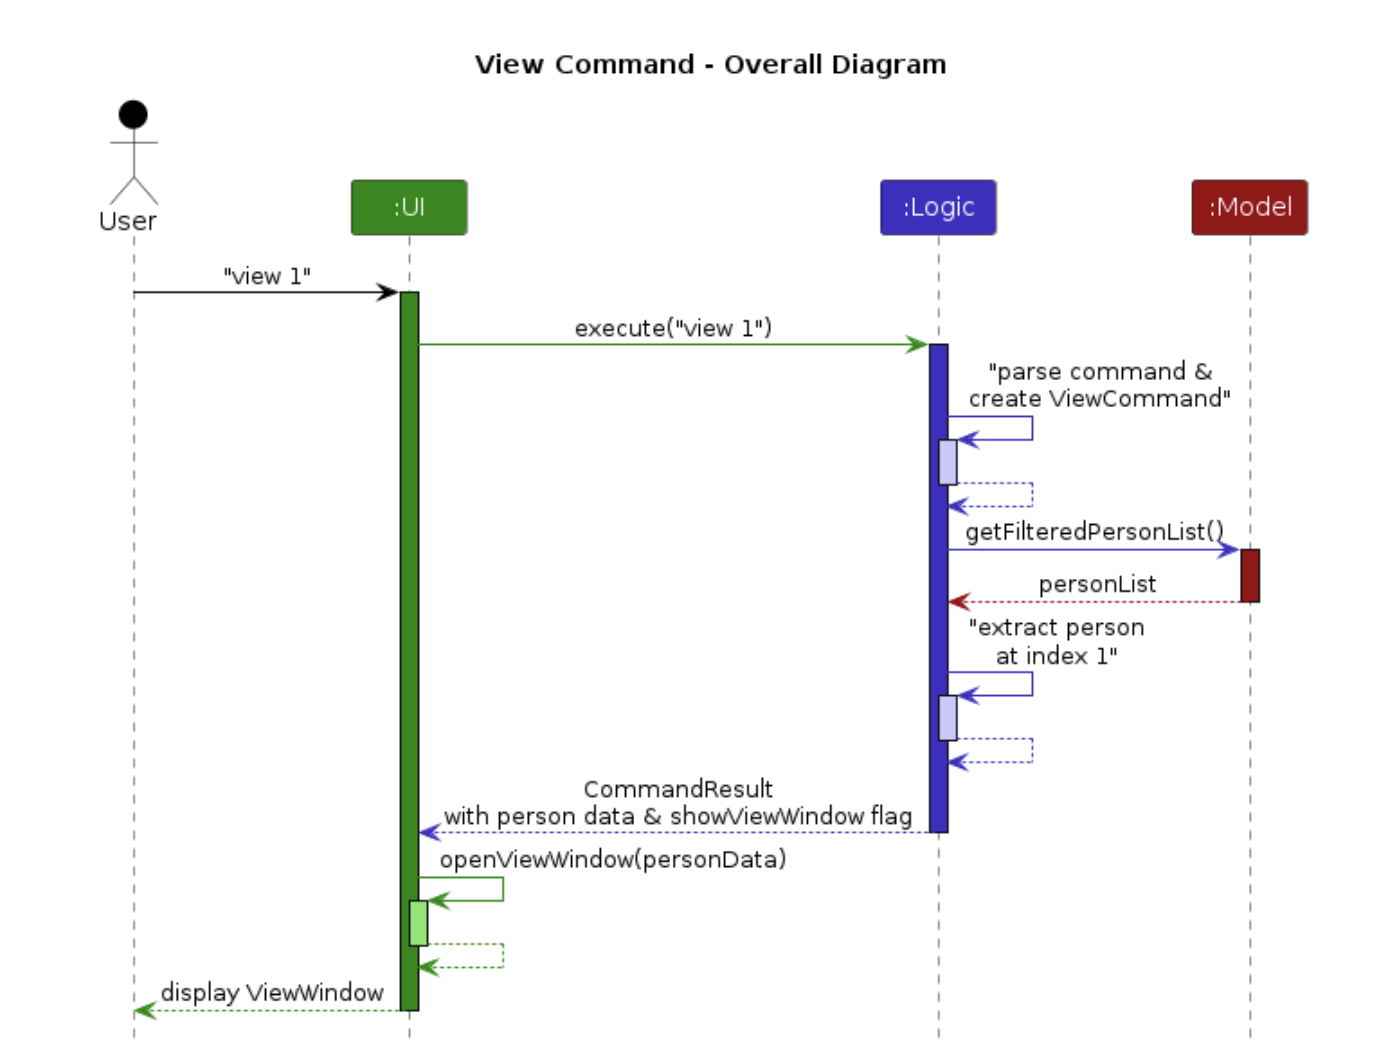 View Command - Overall Diagram
User
:UI
:Logic
:Model
"view 1"
execute("view 1")
"parse command &
create ViewCommand"
getFilteredPersonList()
personList
"extract person
at index 1"
CommandResult
with person data & showViewWindow flag
openViewWindow(personData)
display ViewWindow